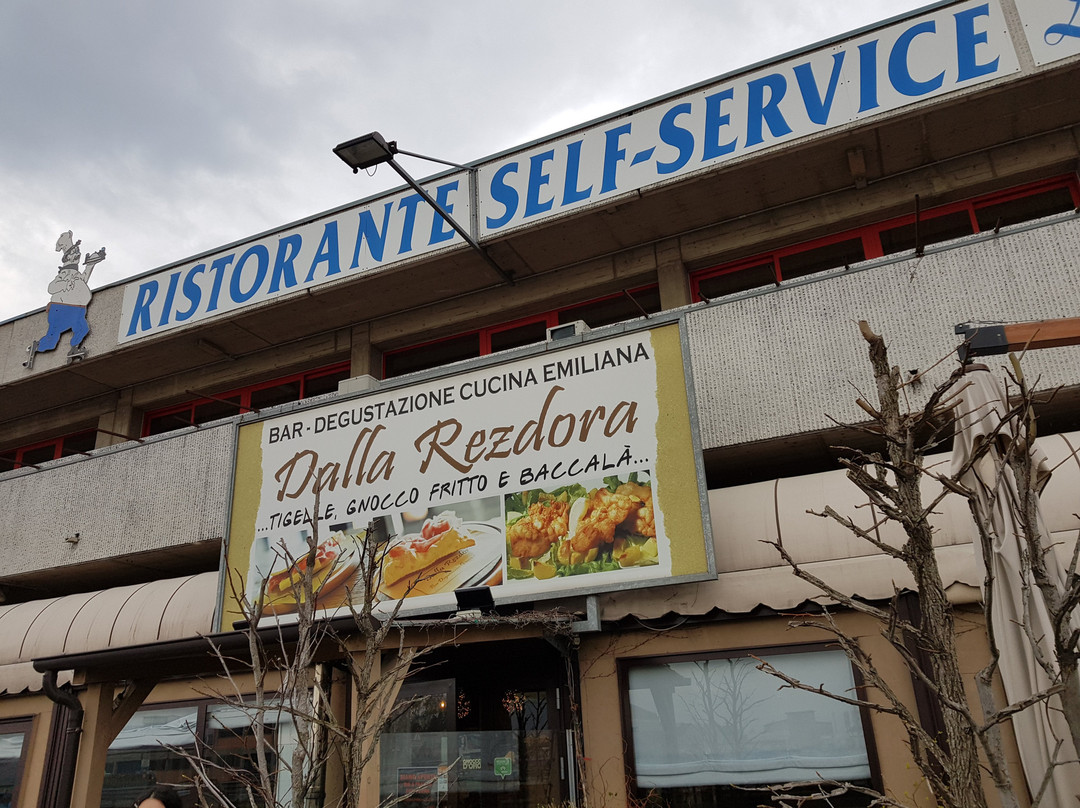 RISTORANTE SELF-SERVICE
BAR - DEGUSTAZIONE CUCINA EMILIANA
Dalla Rezdora
...TIGELLE, GNOCCO FRITTO E BACCALÀ...